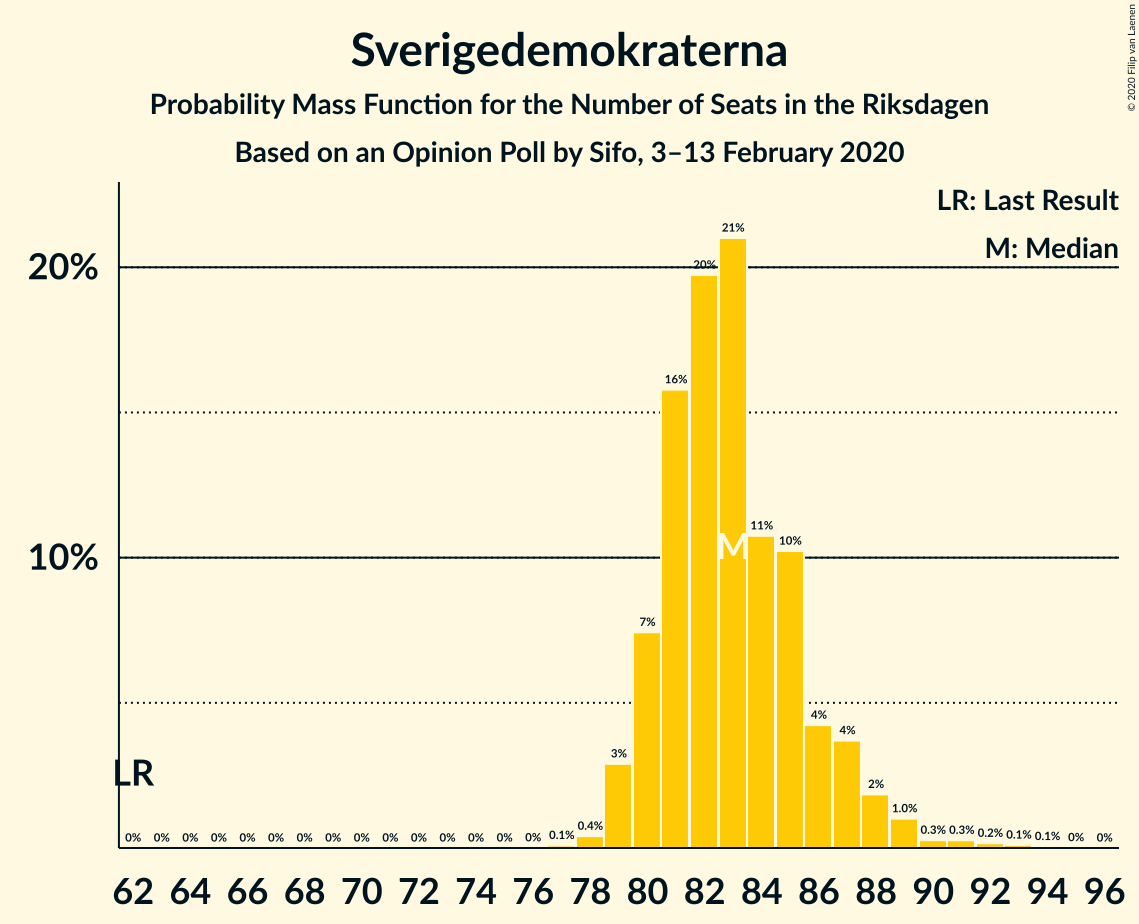 Sverigedemokraterna
Probability Mass Function for the Number of Seats in the Riksdagen
Based on an Opinion Poll by Sifo, 3–13 February 2020
© 2020 Filip van Laenen
LR: Last Result
M: Median
20%
10%
21%
20%
16%
11%
10%
7%
4%
4%
3%
2%
1.0%
M
LR
0% 0% 0% 0% 0% 0% 0% 0% 0% 0% 0% 0% 0% 0% 0% 0.1% 0.4% 0.3% 0.3% 0.2% 0.1% 0.1% 0% 0%
62 64 66 68 70 72 74 76 78 80 82 84 86 88 90 92 94 96